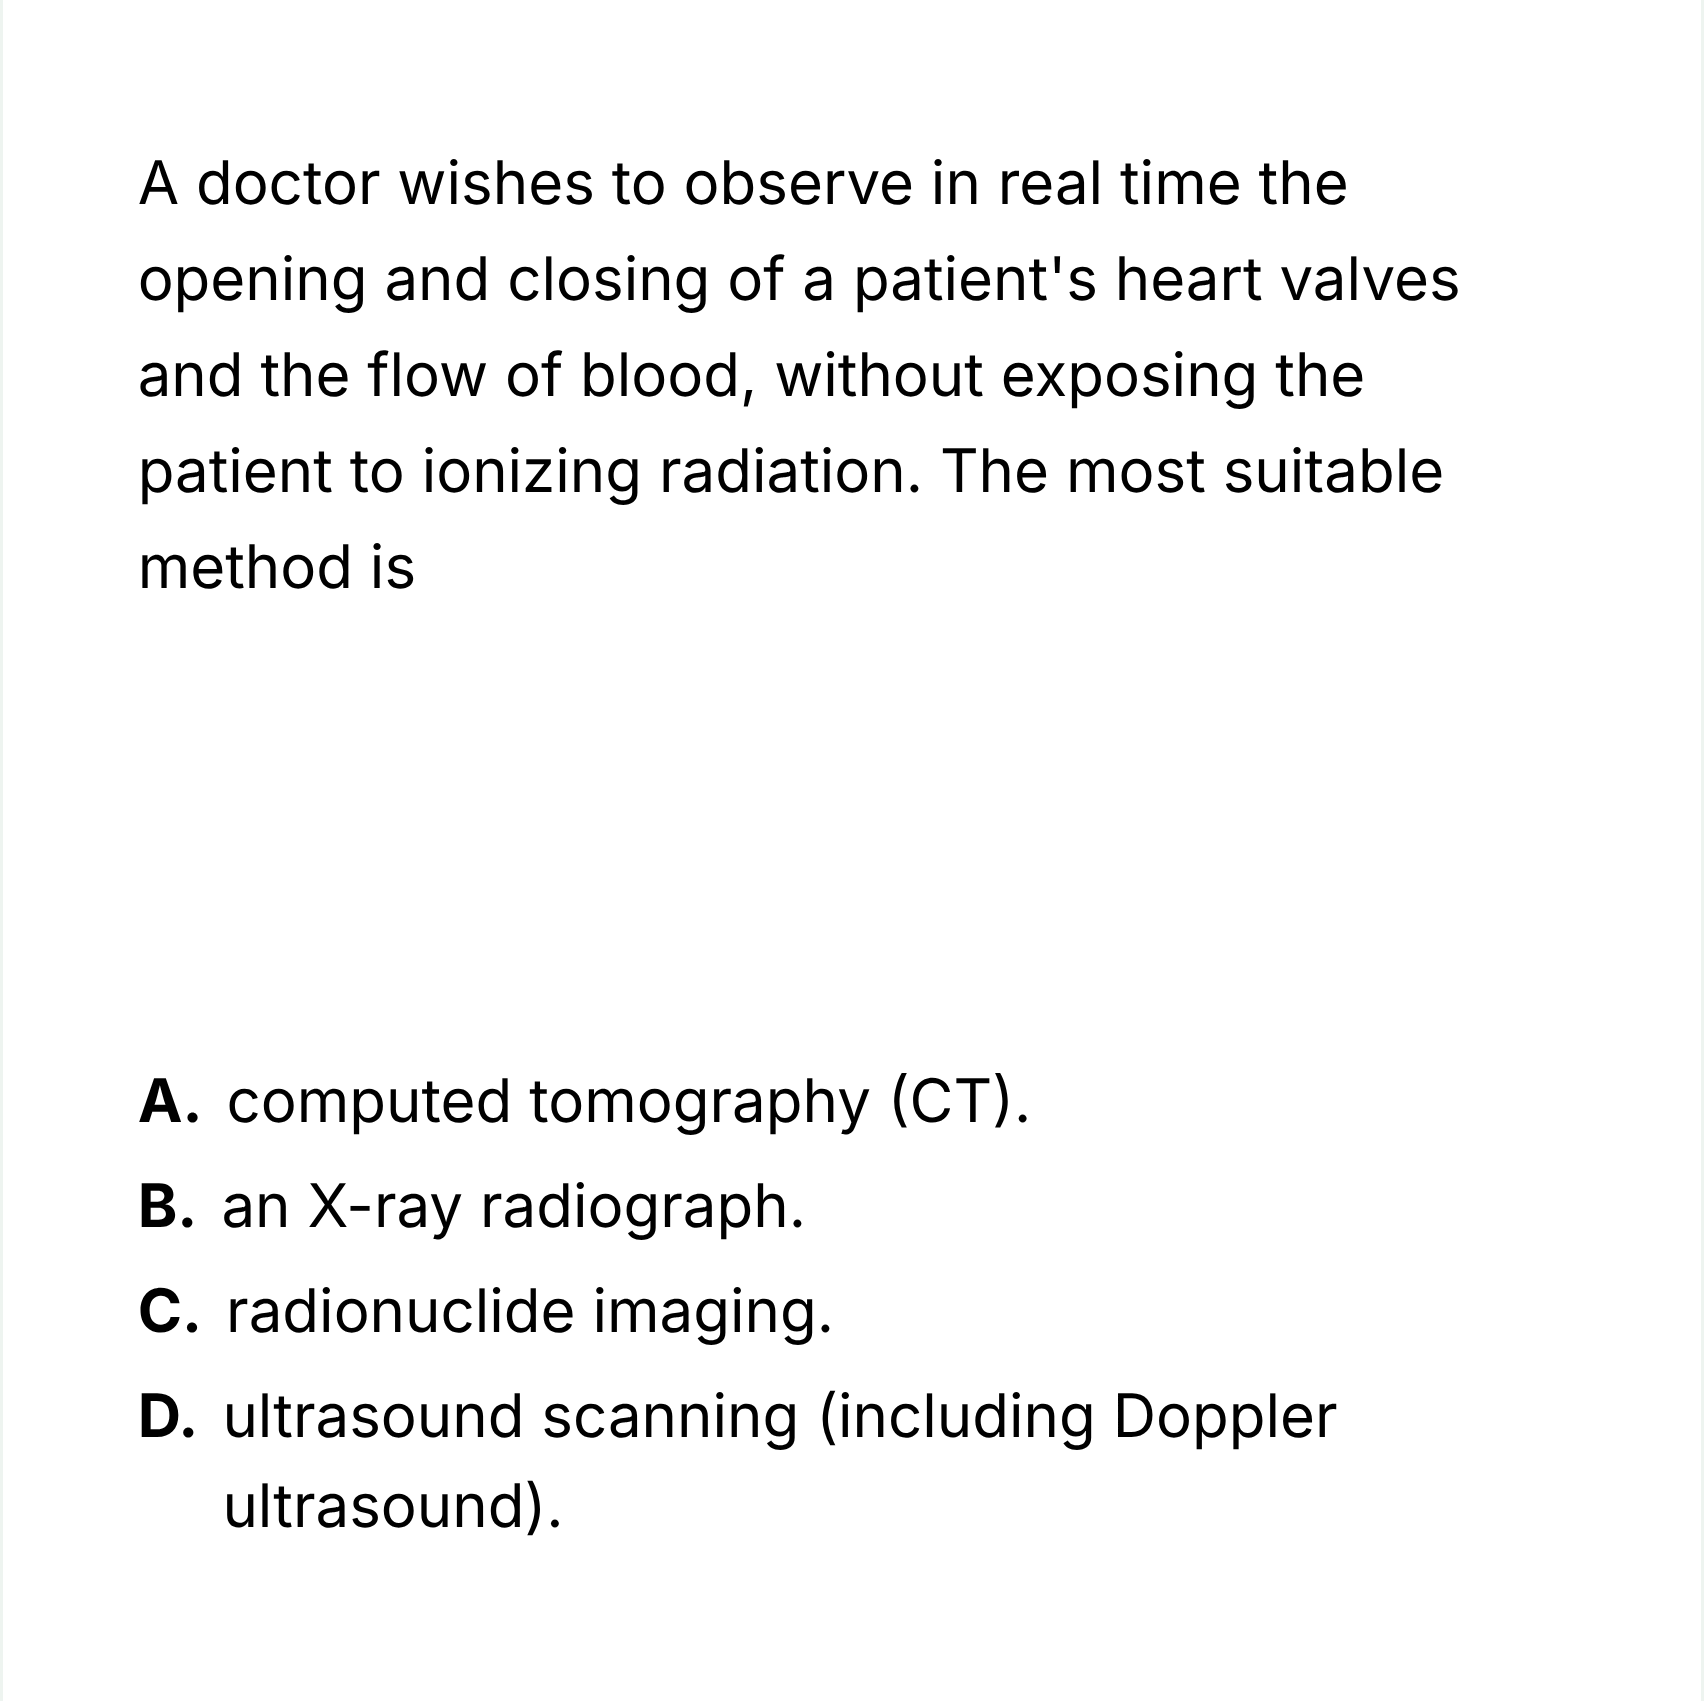 A doctor wishes to observe in real time the
opening and closing of a patient's heart valves
and the flow of blood, without exposing the
patient to ionizing radiation. The most suitable
method is
A. computed tomography (CT).
B. an X-ray radiograph.
C. radionuclide imaging.
D. ultrasound scanning (including Doppler
ultrasound).